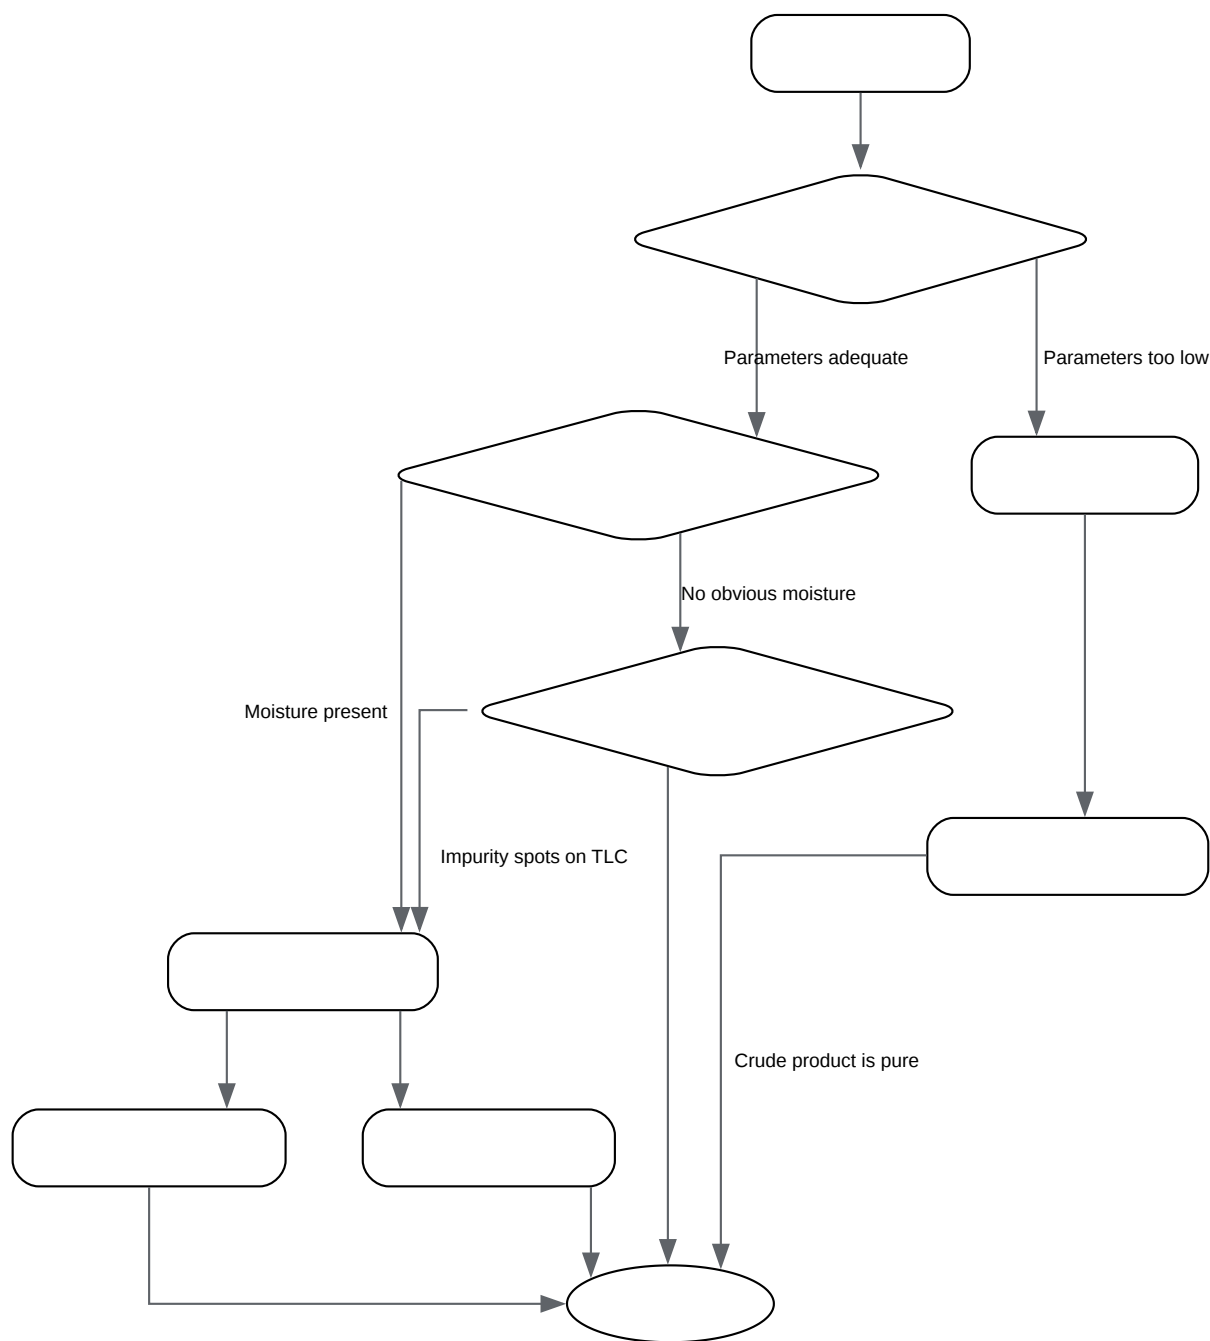 Parameters adequate
Parameters too low
No obvious moisture
Moisture present
Impurity spots on TLC
Crude product is pure